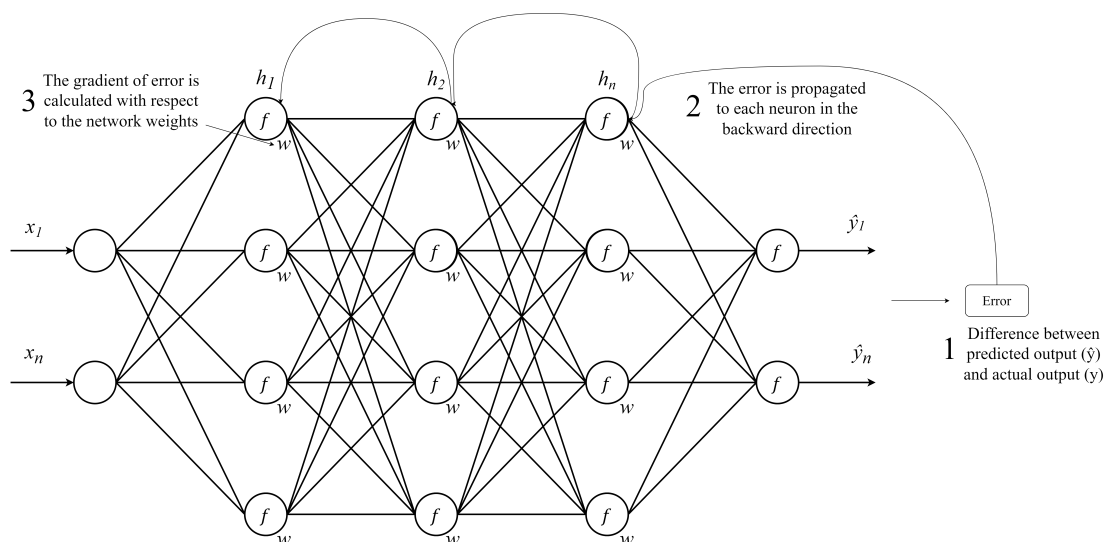 h₁
h₂
hₙ
3
The gradient of error is
calculated with respect
to the network weights
2
The error is propagated
to each neuron in the
backward direction
f
w
f
w
f
w
x₁
f
w
f
w
f
w
f
ŷ₁
Error
1
Difference between
predicted output (ŷ)
and actual output (y)
xₙ
f
w
f
w
f
w
f
ŷₙ
f
w
f
w
f
w